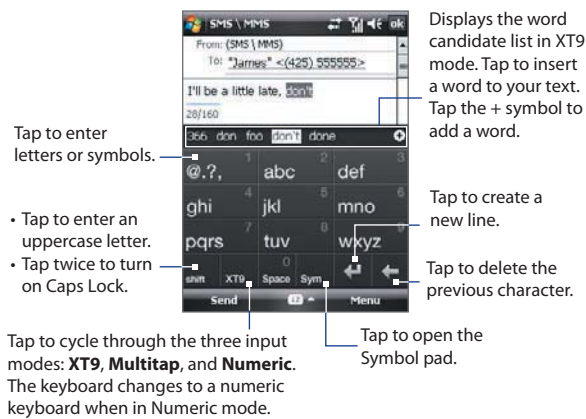 SMS \ MMS
ok
From: (SMS \ MMS)
To: "James" <(425) 555555>
I'll be a little late, don't
28/160
366 don foo don't done
1 2 3
@.?, abc def
4 5 6
ghi jkl mno
7 8 9
pqrs tuv wxyz
0
shift XT9 Space Sym
Send Menu
Displays the word
candidate list in XT9
mode. Tap to insert
a word to your text.
Tap the + symbol to
add a word.
Tap to enter
letters or symbols.
Tap to create a
new line.
• Tap to enter an
uppercase letter.
• Tap twice to turn
on Caps Lock.
Tap to delete the
previous character.
Tap to cycle through the three input
modes: XT9, Multitap, and Numeric.
The keyboard changes to a numeric
keyboard when in Numeric mode.
Tap to open the
Symbol pad.